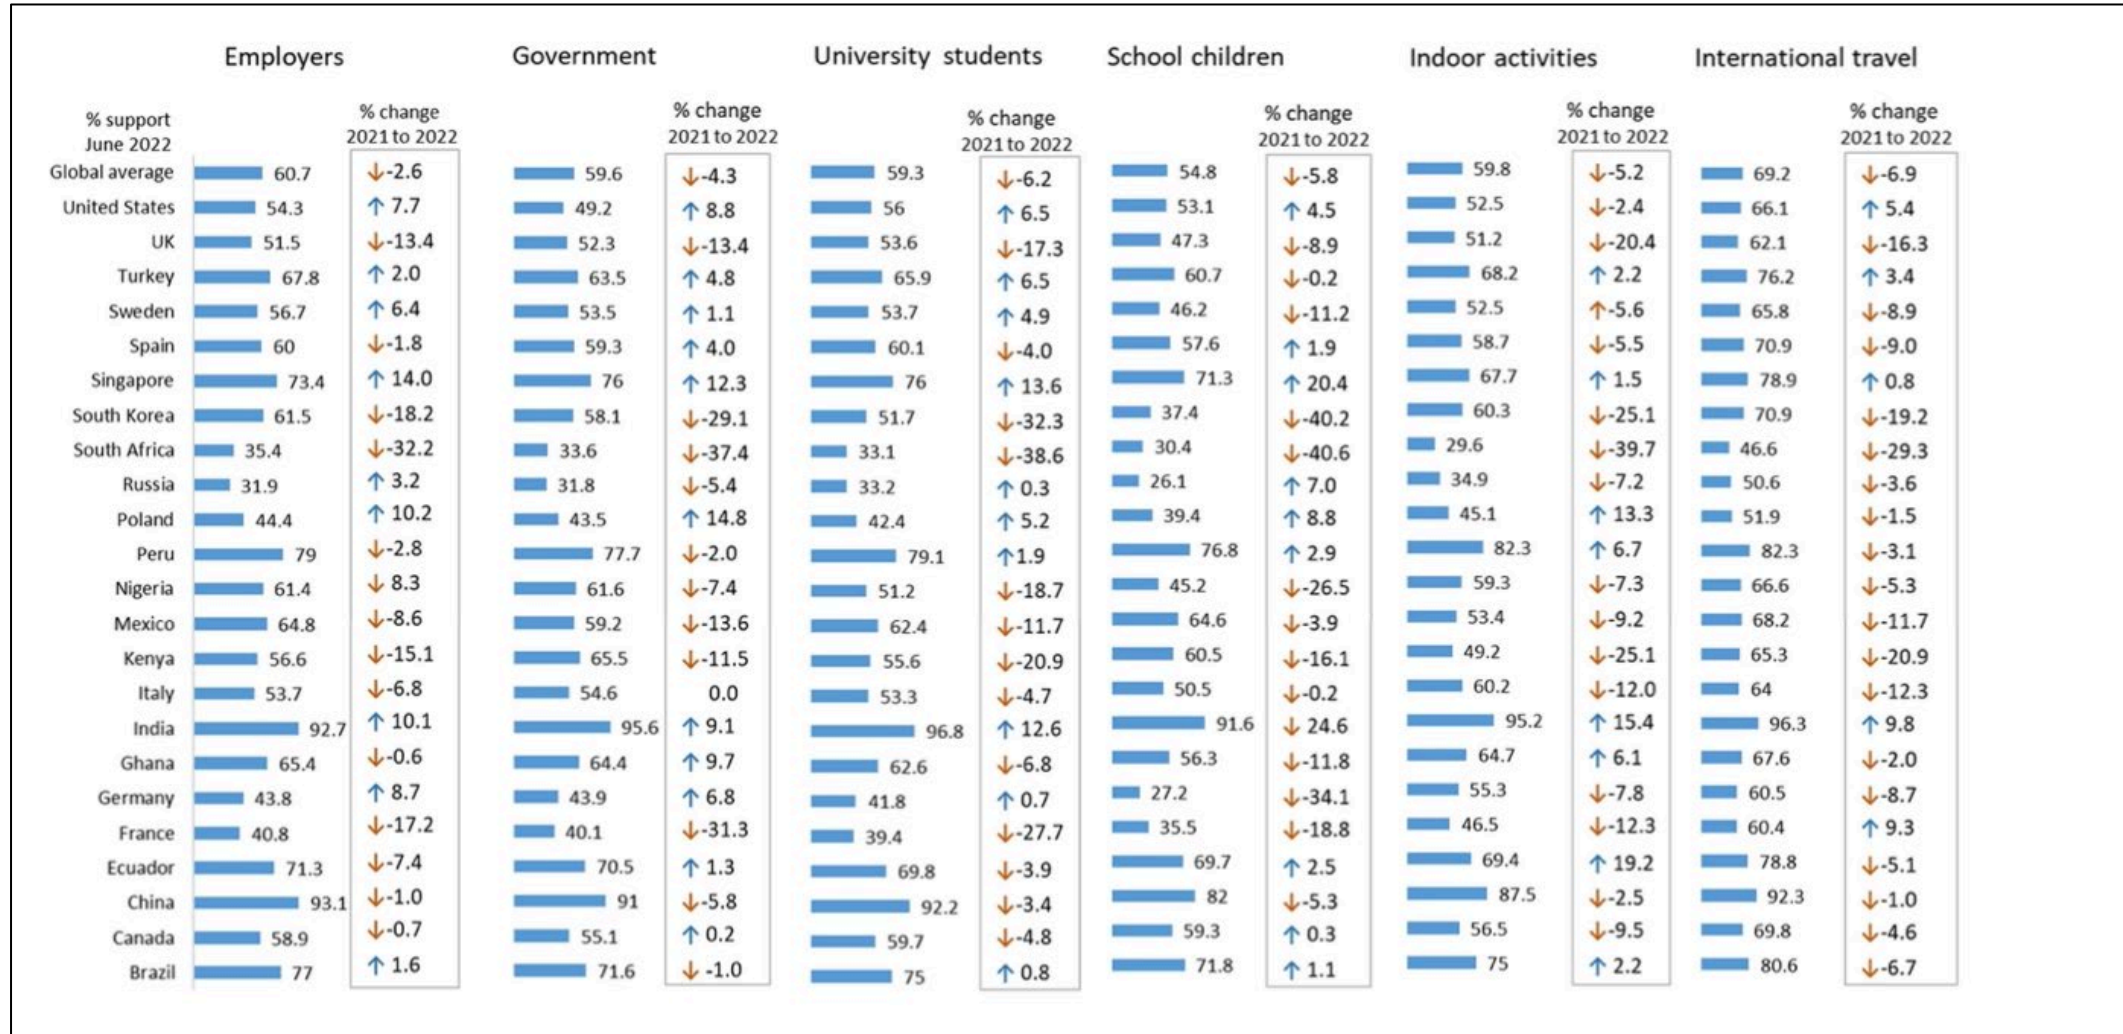 Employers Government University students School children Indoor activities International travel
% support June 2022 % change 2021 to 2022 % change 2021 to 2022 % change 2021 to 2022 % change 2021 to 2022 % change 2021 to 2022 % change 2021 to 2022
Global average 60.7 ↓-2.6 59.6 ↓-4.3 59.3 ↓-6.2 54.8 ↓-5.8 59.8 ↓-5.2 69.2 ↓-6.9
United States 54.3 ↑ 7.7 49.2 ↑ 8.8 56 ↑ 6.5 53.1 ↑ 4.5 52.5 ↓-2.4 66.1 ↑ 5.4
UK 51.5 ↓-13.4 52.3 ↓-13.4 53.6 ↓-17.3 47.3 ↓-8.9 51.2 ↓-20.4 62.1 ↓-16.3
Turkey 67.8 ↑ 2.0 63.5 ↑ 4.8 65.9 ↑ 6.5 60.7 ↓-0.2 68.2 ↑ 2.2 76.2 ↑ 3.4
Sweden 56.7 ↑ 6.4 53.5 ↑ 1.1 53.7 ↑ 4.9 46.2 ↓-11.2 52.5 ↑-5.6 65.8 ↓-8.9
Spain 60 ↓-1.8 59.3 ↑ 4.0 60.1 ↓-4.0 57.6 ↑ 1.9 58.7 ↓-5.5 70.9 ↓-9.0
Singapore 73.4 ↑ 14.0 76 ↑ 12.3 76 ↑ 13.6 71.3 ↑ 20.4 67.7 ↑ 1.5 78.9 ↑ 0.8
South Korea 61.5 ↓-18.2 58.1 ↓-29.1 51.7 ↓-32.3 37.4 ↓-40.2 60.3 ↓-25.1 70.9 ↓-19.2
South Africa 35.4 ↓-32.2 33.6 ↓-37.4 33.1 ↓-38.6 30.4 ↓-40.6 29.6 ↓-39.7 46.6 ↓-29.3
Russia 31.9 ↑ 3.2 31.8 ↓-5.4 33.2 ↑ 0.3 26.1 ↑ 7.0 34.9 ↓-7.2 50.6 ↓-3.6
Poland 44.4 ↑ 10.2 43.5 ↑ 14.8 42.4 ↑ 5.2 39.4 ↑ 8.8 45.1 ↑ 13.3 51.9 ↓-1.5
Peru 79 ↓-2.8 77.7 ↓-2.0 79.1 ↑1.9 76.8 ↑ 2.9 82.3 ↑ 6.7 82.3 ↓-3.1
Nigeria 61.4 ↓ 8.3 61.6 ↓-7.4 51.2 ↓-18.7 45.2 ↓-26.5 59.3 ↓-7.3 66.6 ↓-5.3
Mexico 64.8 ↓-8.6 59.2 ↓-13.6 62.4 ↓-11.7 64.6 ↓-3.9 53.4 ↓-9.2 68.2 ↓-11.7
Kenya 56.6 ↓-15.1 65.5 ↓-11.5 55.6 ↓-20.9 60.5 ↓-16.1 49.2 ↓-25.1 65.3 ↓-20.9
Italy 53.7 ↓-6.8 54.6 0.0 53.3 ↓-4.7 50.5 ↓-0.2 60.2 ↓-12.0 64 ↓-12.3
India 92.7 ↑ 10.1 95.6 ↑ 9.1 96.8 ↑ 12.6 91.6 ↓ 24.6 95.2 ↑ 15.4 96.3 ↑ 9.8
Ghana 65.4 ↓-0.6 64.4 ↑ 9.7 62.6 ↓-6.8 56.3 ↓-11.8 64.7 ↑ 6.1 67.6 ↓-2.0
Germany 43.8 ↑ 8.7 43.9 ↑ 6.8 41.8 ↑ 0.7 27.2 ↓-34.1 55.3 ↓-7.8 60.5 ↓-8.7
France 40.8 ↓-17.2 40.1 ↓-31.3 39.4 ↓-27.7 35.5 ↓-18.8 46.5 ↓-12.3 60.4 ↑ 9.3
Ecuador 71.3 ↓-7.4 70.5 ↑ 1.3 69.8 ↓-3.9 69.7 ↑ 2.5 69.4 ↑ 19.2 78.8 ↓-5.1
China 93.1 ↓-1.0 91 ↓-5.8 92.2 ↓-3.4 82 ↓-5.3 87.5 ↓-2.5 92.3 ↓-1.0
Canada 58.9 ↓-0.7 55.1 ↑ 0.2 59.7 ↓-4.8 59.3 ↑ 0.3 56.5 ↓-9.5 69.8 ↓-4.6
Brazil 77 ↑ 1.6 71.6 ↓ -1.0 75 ↑ 0.8 71.8 ↑ 1.1 75 ↑ 2.2 80.6 ↓-6.7